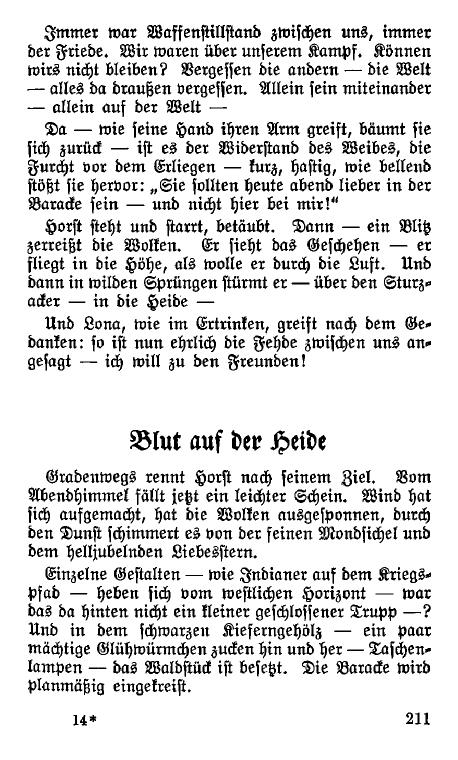 Immer war Waffenstillstand zwischen uns, immer
der Friede. Wir waren über unserem Kampf. Können
wirs nicht bleiben? Vergessen die andern — die Welt
— alles da draußen vergessen. Allein sein miteinander
— allein auf der Welt —
Da — wie seine Hand ihren Arm greift, bäumt sie
sich zurück — ist es der Widerstand des Weibes, die
Furcht vor dem Erliegen — kurz, hastig, wie bellend
stößt sie hervor: „Sie sollten heute abend lieber in der
Baracke sein — und nicht hier bei mir!“
Horst steht und starrt, betäubt. Dann — ein Blitz
zerreißt die Wolken. Er sieht das Geschehen — er
fliegt in die Höhe, als wolle er durch die Luft. Und
dann in wilden Sprüngen stürmt er — über den Sturz-
acker — in die Heide —
Und Lona, wie im Ertrinken, greift nach dem Ge-
danken: so ist nun ehrlich die Fehde zwischen uns an-
gesagt — ich will zu den Freunden!
Blut auf der Heide
Gradenwegs rennt Horst nach seinem Ziel. Vom
Abendhimmel fällt jetzt ein leichter Schein. Wind hat
sich aufgemacht, hat die Wolken ausgesponnen, durch
den Dunst schimmert es von der feinen Mondsichel und
dem helljubelnden Liebesstern.
Einzelne Gestalten — wie Indianer auf dem Kriegs-
pfad — heben sich vom westlichen Horizont — war
das da hinten nicht ein kleiner geschlossener Trupp —?
Und in dem schwarzen Kieferngehölz — ein paar
mächtige Glühwürmchen zucken hin und her — Taschen-
lampen — das Waldstück ist besetzt. Die Baracke wird
planmäßig eingekreist.
14*
211